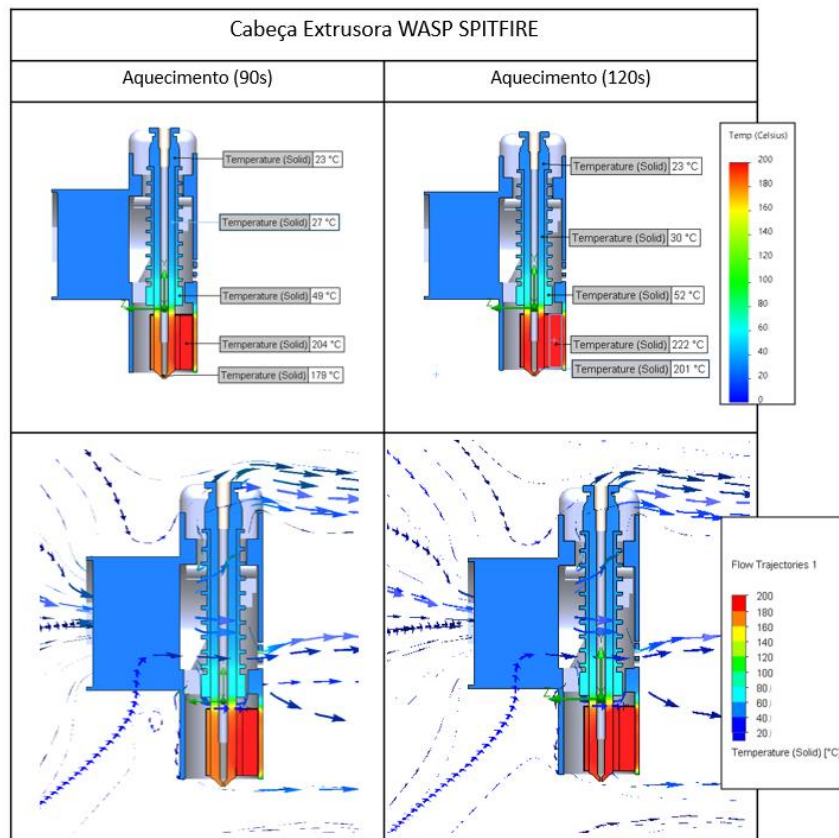 Cabeça Extrusora WASP SPITFIRE
Aquecimento (90s)
Aquecimento (120s)
Temperature (Solid) 23 °C
Temperature (Solid) 27 °C
Temperature (Solid) 49 °C
Temperature (Solid) 204 °C
Temperature (Solid) 179 °C
Temperature (Solid) 23 °C
Temperature (Solid) 30 °C
Temperature (Solid) 52 °C
Temperature (Solid) 222 °C
Temperature (Solid) 201 °C
Temp (Celsius)
200
180
160
140
120
100
80
60
40
20
0
Flow Trajectories 1
200
180
160
140
120
100
80
60
40
20
Temperature (Solid) [°C]